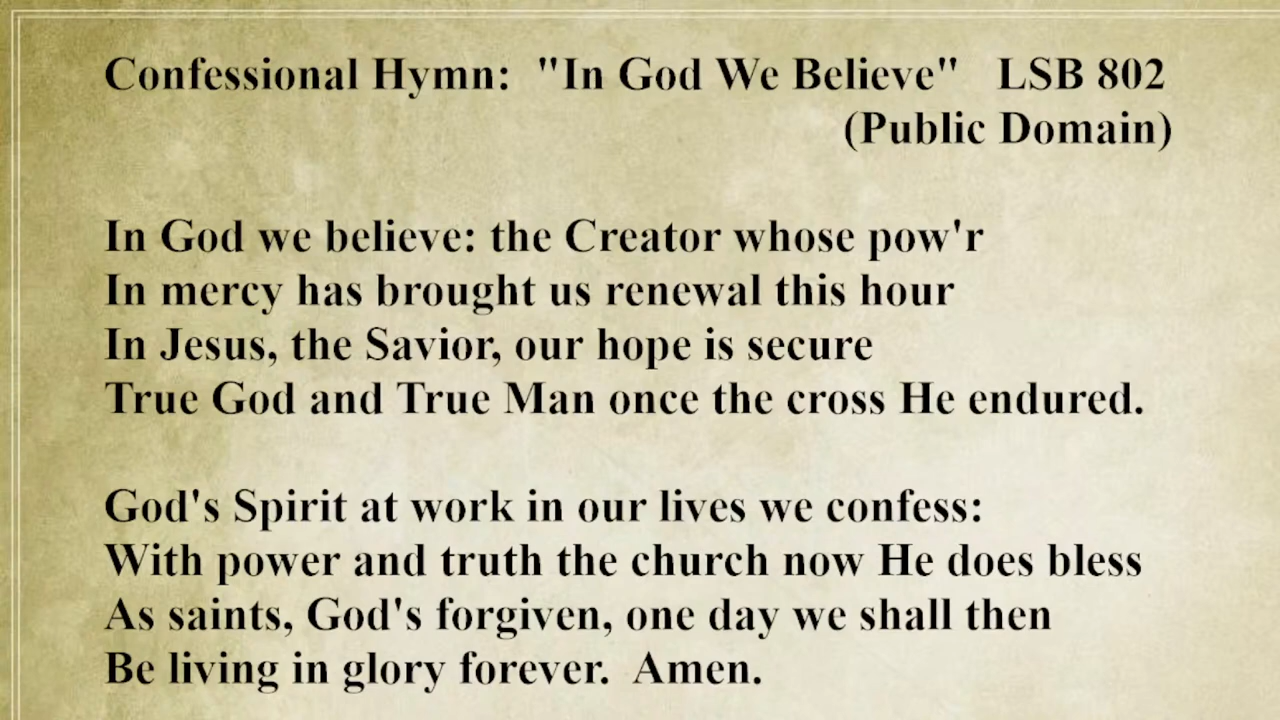 Confessional Hymn:  "In God We Believe"   LSB 802
(Public Domain)
In God we believe: the Creator whose pow'r
In mercy has brought us renewal this hour
In Jesus, the Savior, our hope is secure
True God and True Man once the cross He endured.
God's Spirit at work in our lives we confess:
With power and truth the church now He does bless
As saints, God's forgiven, one day we shall then
Be living in glory forever.  Amen.